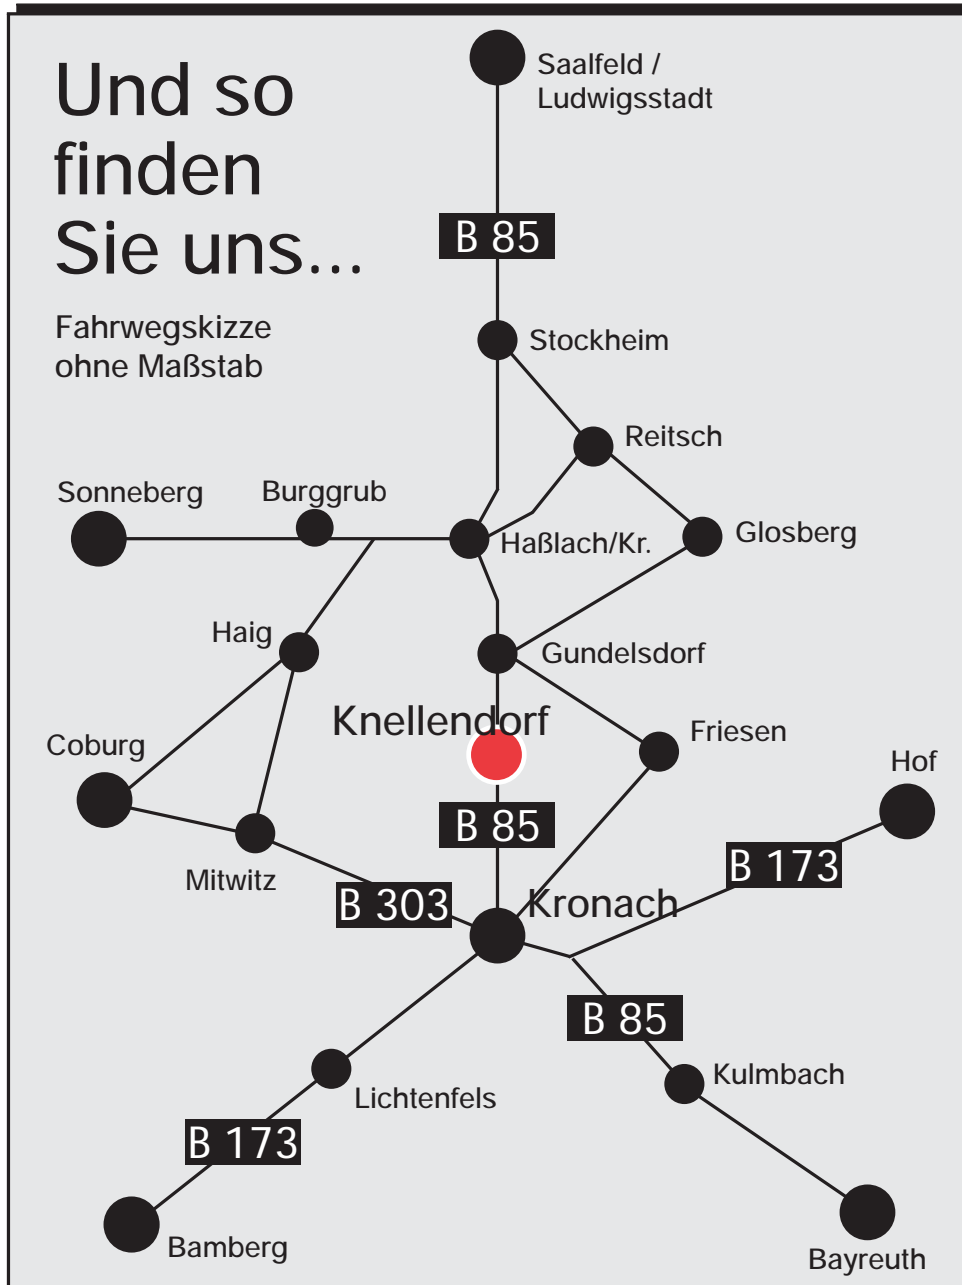 Und so
finden
Sie uns...
Fahrwegskizze
ohne Maßstab
Saalfeld /
Ludwigsstadt
B 85
Stockheim
Reitsch
Sonneberg
Burggrub
Haßlach/Kr.
Glosberg
Haig
Gundelsdorf
Knellendorf
Friesen
Coburg
Hof
B 85
Mitwitz
B 173
B 303
Kronach
B 85
Kulmbach
Lichtenfels
B 173
Bamberg
Bayreuth